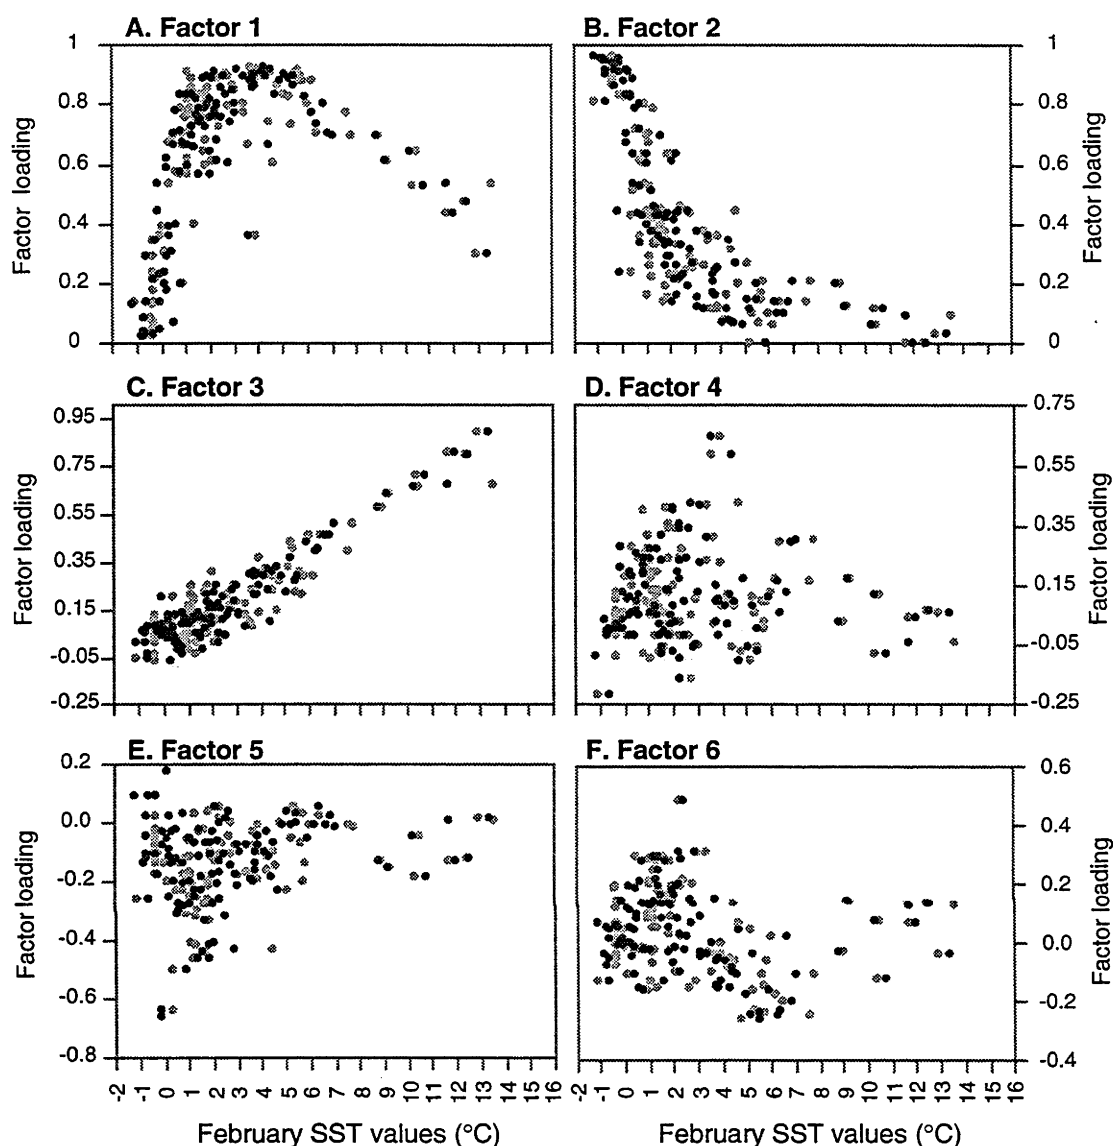 A. Factor 1
B. Factor 2
1
0.8
0.6
0.4
0.2
0
Factor loading
1
0.8
0.6
0.4
0.2
0
Factor loading
C. Factor 3
D. Factor 4
0.95
0.75
0.55
0.35
0.15
-0.05
-0.25
Factor loading
0.75
0.55
0.35
0.15
-0.05
-0.25
Factor loading
E. Factor 5
F. Factor 6
0.2
0.0
-0.2
-0.4
-0.6
-0.8
Factor loading
0.6
0.4
0.2
0.0
-0.2
-0.4
Factor loading
-2 -1 0 1 2 3 4 5 6 7 8 9 10 11 12 13 14 15 16
-2 -1 0 1 2 3 4 5 6 7 8 9 10 11 12 13 14 15 16
February SST values (°C)
February SST values (°C)